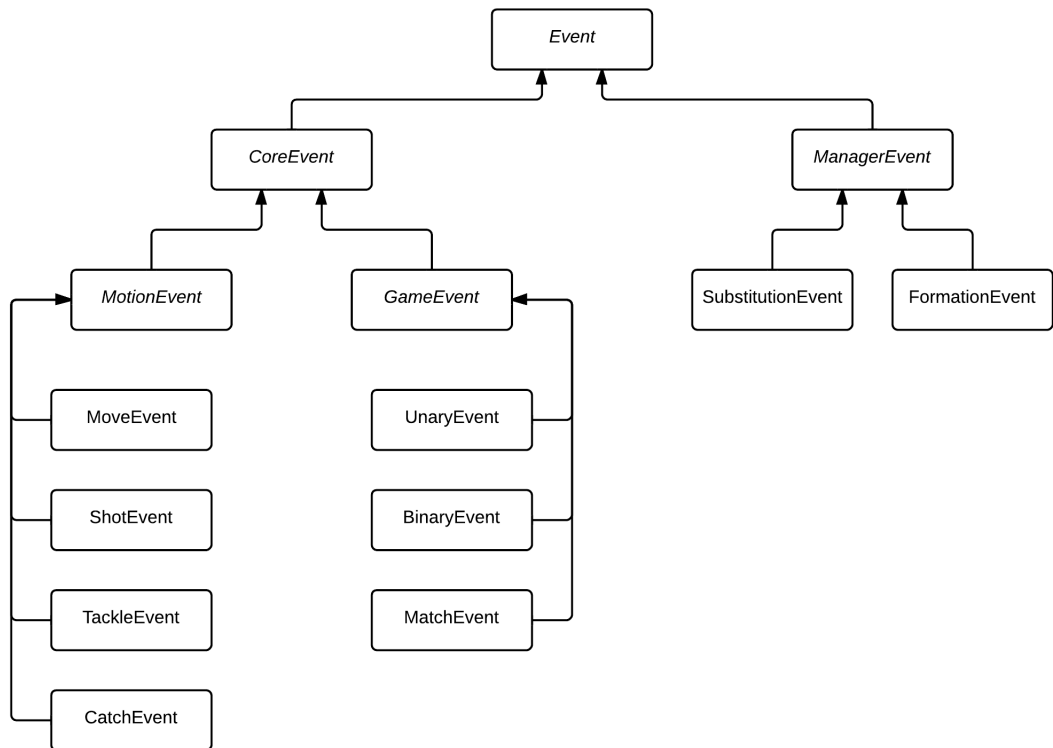 Event
CoreEvent
ManagerEvent
MotionEvent
GameEvent
SubstitutionEvent
FormationEvent
MoveEvent
UnaryEvent
ShotEvent
BinaryEvent
TackleEvent
MatchEvent
CatchEvent